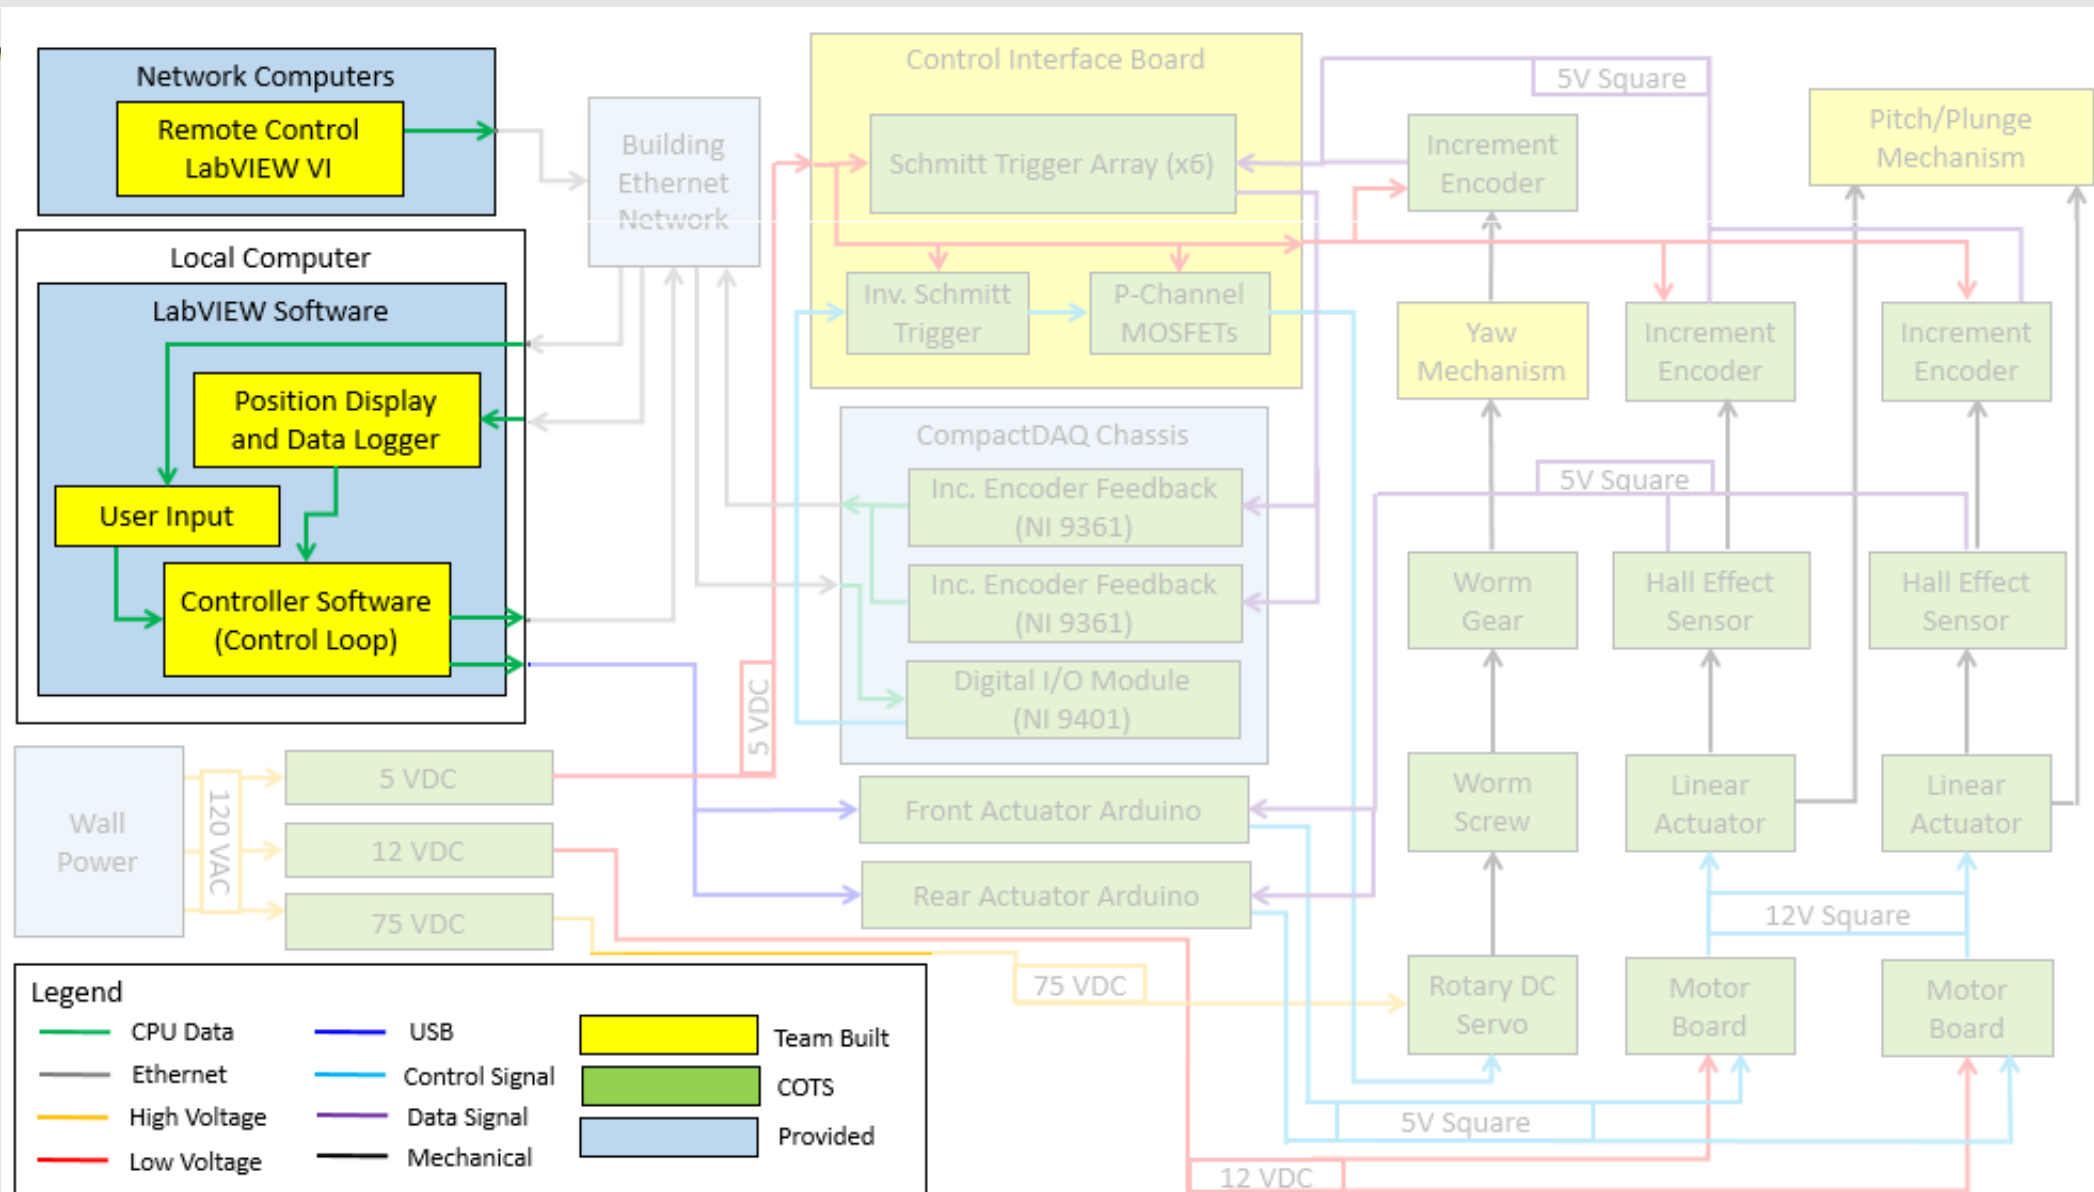 Network Computers
Remote Control
LabVIEW VI
Local Computer
LabVIEW Software
Position Display
and Data Logger
User Input
Controller Software
(Control Loop)
Building
Ethernet
Network
Control Interface Board
Schmitt Trigger Array (x6)
Inv. Schmitt
Trigger
P-Channel
MOSFETs
CompactDAQ Chassis
Inc. Encoder Feedback
(NI 9361)
Inc. Encoder Feedback
(NI 9361)
Digital I/O Module
(NI 9401)
Front Actuator Arduino
Rear Actuator Arduino
5V Square
Increment
Encoder
Pitch/Plunge
Mechanism
Yaw
Mechanism
Increment
Encoder
Increment
Encoder
5V Square
Worm
Gear
Hall Effect
Sensor
Hall Effect
Sensor
Worm
Screw
Linear
Actuator
Linear
Actuator
12V Square
Rotary DC
Servo
Motor
Board
Motor
Board
5V Square
12 VDC
75 VDC
5 VDC
Wall
Power
120 VAC
5 VDC
12 VDC
75 VDC
Legend
CPU Data
Ethernet
High Voltage
Low Voltage
USB
Control Signal
Data Signal
Mechanical
Team Built
COTS
Provided